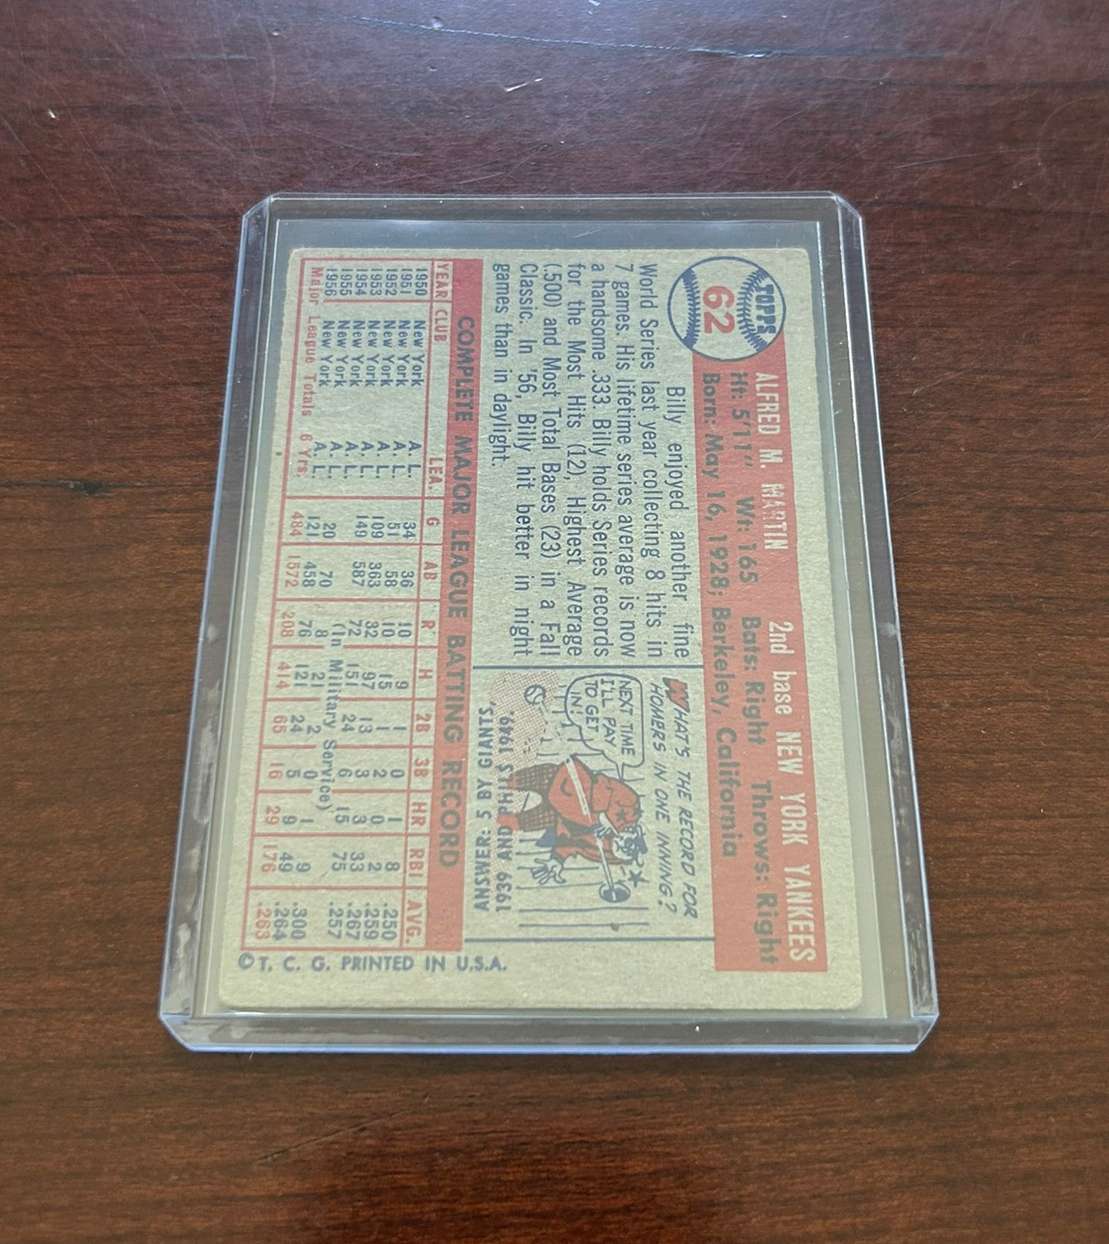 TOPPS
62
ALFRED M. MARTIN 2nd base NEW YORK YANKEES
Ht: 5'11" Wt: 165 Bats: Right Throws: Right
Born: May 16, 1928; Berkeley, California
Billy enjoyed another fine
World Series last year collecting 8 hits in
7 games. His lifetime series average is now
a handsome .333. Billy holds Series records
for the Most Hits (12), Highest Average
(.500) and Most Total Bases (23) in a Fall
Classic. In '56, Billy hit better in night
games than in daylight.
WHAT'S THE RECORD FOR
HOMERS IN ONE INNING?
NEXT TIME
I'LL PAY
TO GET
IN!
ANSWER: 5 BY GIANTS,
1939 AND PHILS 1949.
COMPLETE MAJOR LEAGUE BATTING RECORD
YEAR CLUB LEA G AB R H 2B 3B HR RBI AVG.
1950 New York A. L. 34 36 10 9 1 0 1 8 .250
1951 New York A. L. 51 58 10 15 1 2 0 2 .259
1952 New York A. L. 109 363 32 97 13 3 3 33 .267
1953 New York A. L. 149 587 72 151 24 6 15 75 .257
1954 New York A. L. (In Military Service)
1955 New York A. L. 20 70 8 21 2 0 1 9 .300
1956 New York A. L. 121 458 76 121 24 5 9 49 .264
Major League Totals 6 Yrs. 484 1572 208 414 65 16 29 176 .263
© T. C. G. PRINTED IN U.S.A.